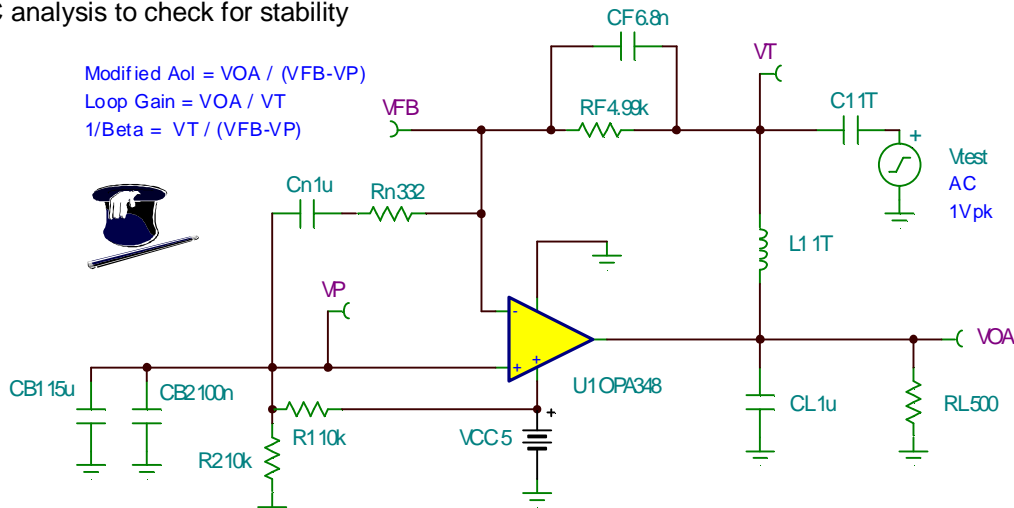 C analysis to check for stability
CF 6.8n
VT
Modified Aol = VOA / (VFB-VP)
Loop Gain = VOA / VT
1/Beta = VT / (VFB-VP)
VFB
RF 4.99k
C1 1T
+
Vtest
AC
1Vpk
Cn 1u
Rn 332
L1 1T
VP
-
+
+
VOA
U1 OPA348
CB1 15u
CB2 100n
R1 10k
VCC 5
+
CL 1u
RL 500
R2 10k